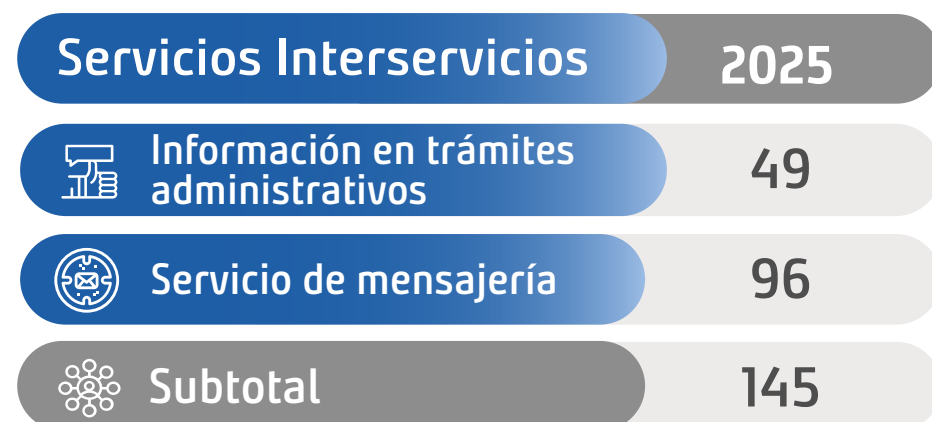 Servicios Interservicios 2025
Información en trámites
administrativos 49
Servicio de mensajería 96
Subtotal 145